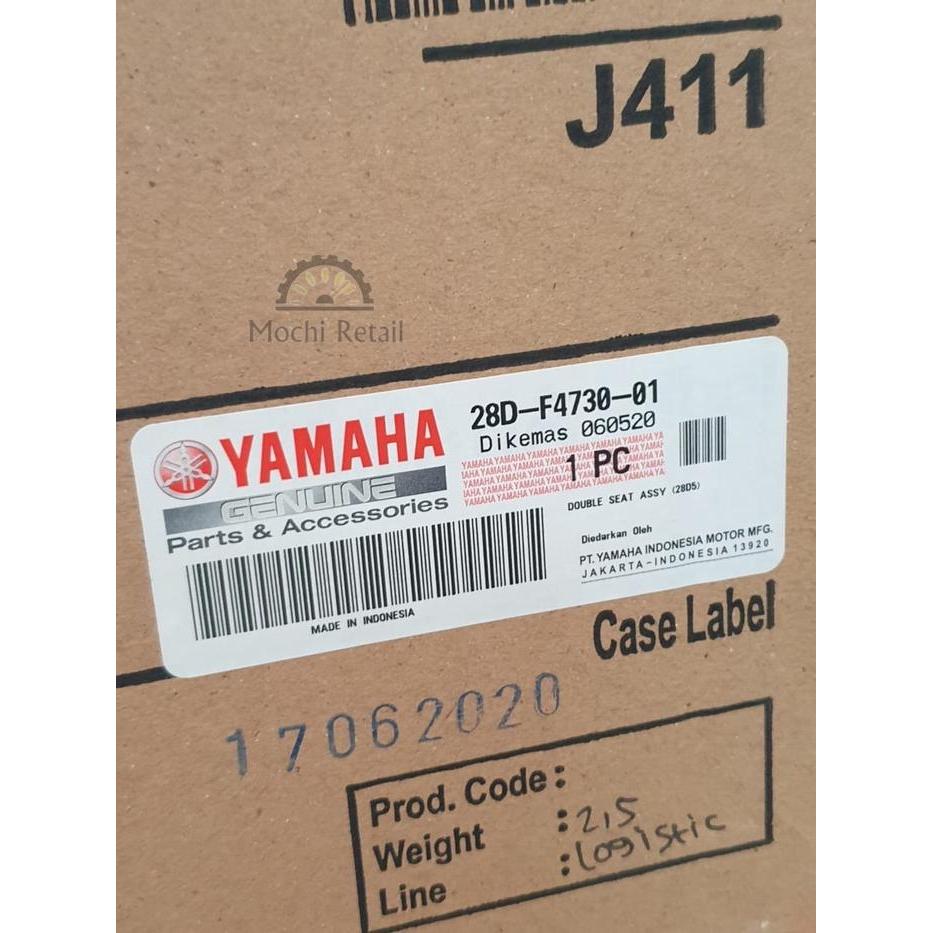 J411
Mochi Retail
YAMAHA
GENUINE
Parts & Accessories
28D-F4730-01
Dikemas 060520
1 PC
DOUBLE SEAT ASSY (28D5)
Diedarkan Oleh
PT. YAMAHA INDONESIA MOTOR MFG.
JAKARTA-INDONESIA 13920
MADE IN INDONESIA
Case Label
17062020
Prod. Code :
Weight : 2,5
Line : logistic